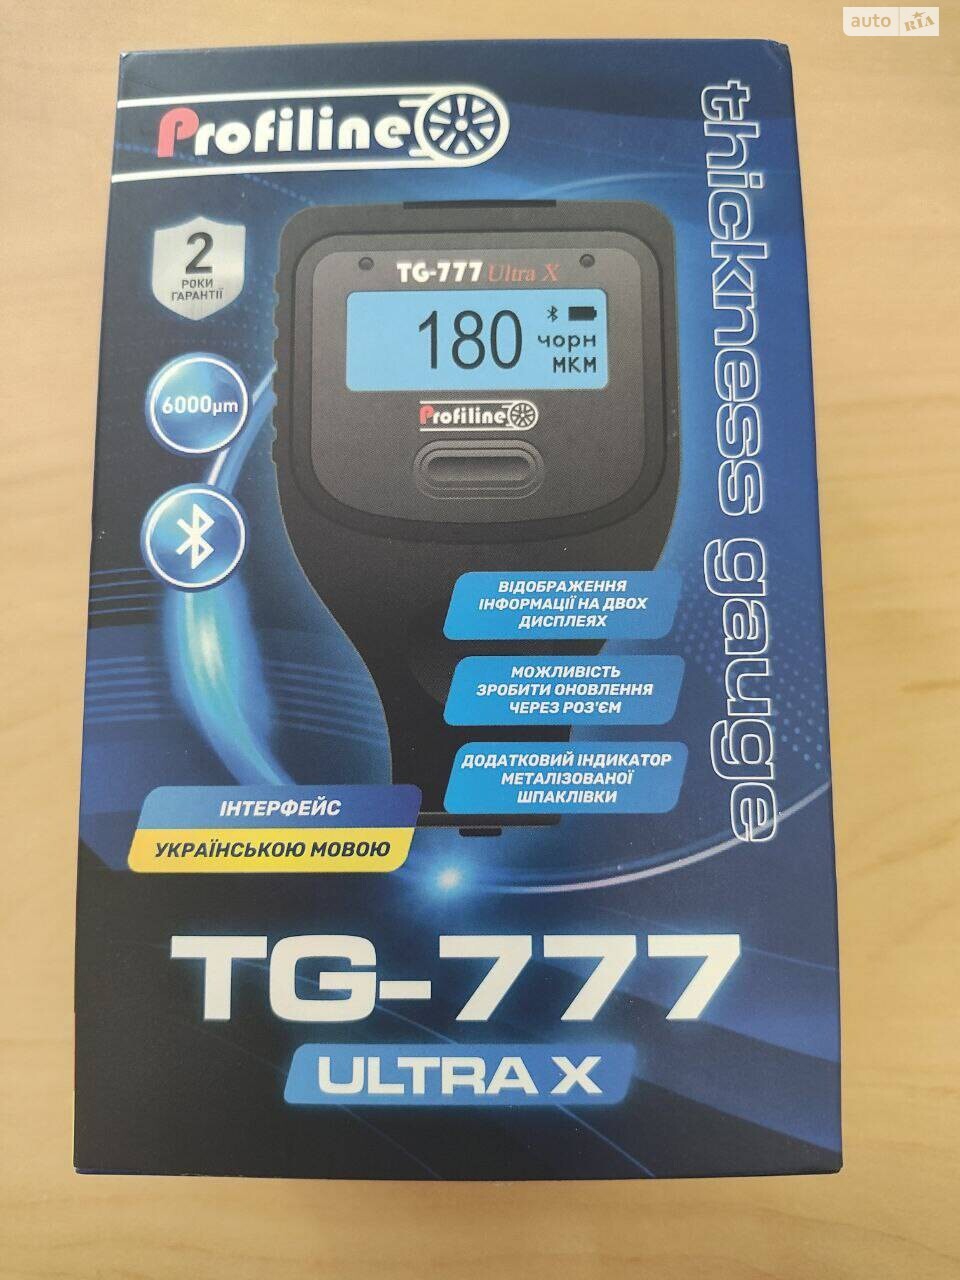 auto RIA
Profiline
thickness gauge
2
РОКИ
ГАРАНТІЇ
TG-777 Ultra X
180
чорн
мкм
6000µm
Profiline
ВІДОБРАЖЕННЯ
ІНФОРМАЦІЇ НА ДВОХ
ДИСПЛЕЯХ
МОЖЛИВІСТЬ
ЗРОБИТИ ОНОВЛЕННЯ
ЧЕРЕЗ РОЗ'ЄМ
ДОДАТКОВИЙ ІНДИКАТОР
МЕТАЛІЗОВАНОЇ
ШПАКЛІВКИ
ІНТЕРФЕЙС
УКРАЇНСЬКОЮ МОВОЮ
TG-777
ULTRA X